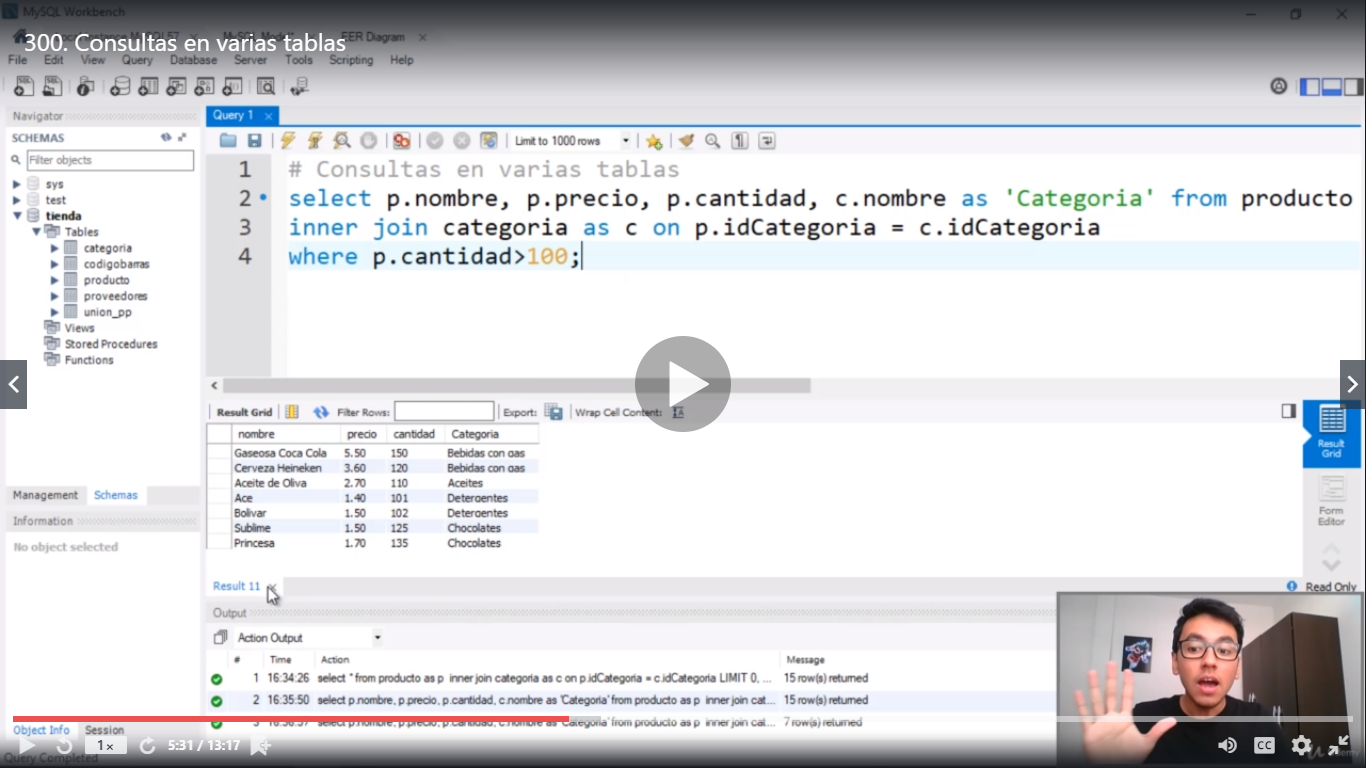 MySQL Workbench
EER Diagram
300. Consultas en varias tablas
File Edit View Query Database Server Tools Scripting Help
Navigator
SCHEMAS
Filter objects
sys
test
tienda
Tables
categoria
codigobarras
producto
proveedores
union_pp
Views
Stored Procedures
Functions
Management Schemas
Information
No object selected
Query 1
Limit to 1000 rows
1 # Consultas en varias tablas
2 select p.nombre, p.precio, p.cantidad, c.nombre as 'Categoria' from producto
3 inner join categoria as c on p.idCategoria = c.idCategoria
4 where p.cantidad>100;
Result Grid Filter Rows: Export: Wrap Cell Content:
nombre precio cantidad Categoria
Gaseosa Coca Cola 5.50 150 Bebidas con gas
Cerveza Heineken 3.60 120 Bebidas con gas
Aceite de Oliva 2.70 110 Aceites
Ace 1.40 101 Detergentes
Bolivar 1.50 102 Detergentes
Sublime 1.50 125 Chocolates
Princesa 1.70 135 Chocolates
Result Grid
Form Editor
Result 11
Read Only
Output
Action Output
# Time Action Message
1 16:34:26 select * from producto as p inner join categoria as c on p.idCategoria = c.idCategoria LIMIT 0, ... 15 row(s) returned
2 16:35:50 select p.nombre, p.precio, p.cantidad, c.nombre as 'Categoria' from producto as p inner join cat... 15 row(s) returned
3 16:36:57 select p.nombre, p.precio, p.cantidad, c.nombre as 'Categoria' from producto as p inner join cat... 7 row(s) returned
Object Info Session
1x 5:31 / 13:17 CC
Query Completed